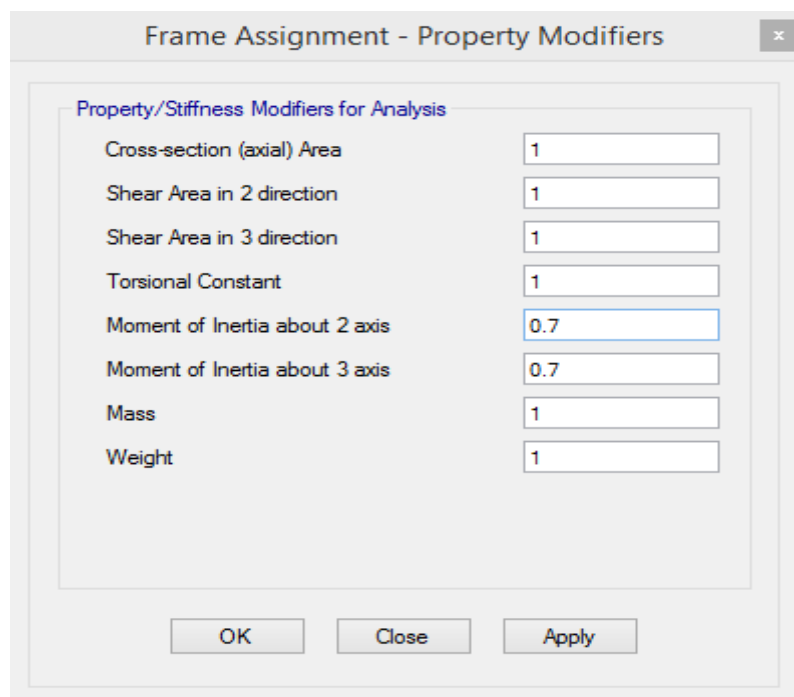 Frame Assignment - Property Modifiers
x
Property/Stiffness Modifiers for Analysis
Cross-section (axial) Area 1
Shear Area in 2 direction 1
Shear Area in 3 direction 1
Torsional Constant 1
Moment of Inertia about 2 axis 0.7
Moment of Inertia about 3 axis 0.7
Mass 1
Weight 1
OK Close Apply